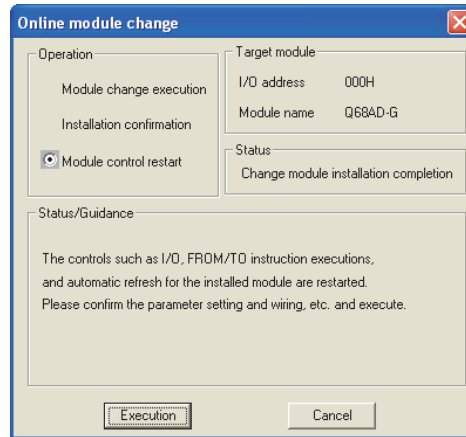 Online module change
Operation
Module change execution
Installation confirmation
Module control restart
Target module
I/O address 000H
Module name Q68AD-G
Status
Change module installation completion
Status/Guidance
The controls such as I/O, FROM/TO instruction executions,
and automatic refresh for the installed module are restarted.
Please confirm the parameter setting and wiring, etc. and execute.
Execution
Cancel